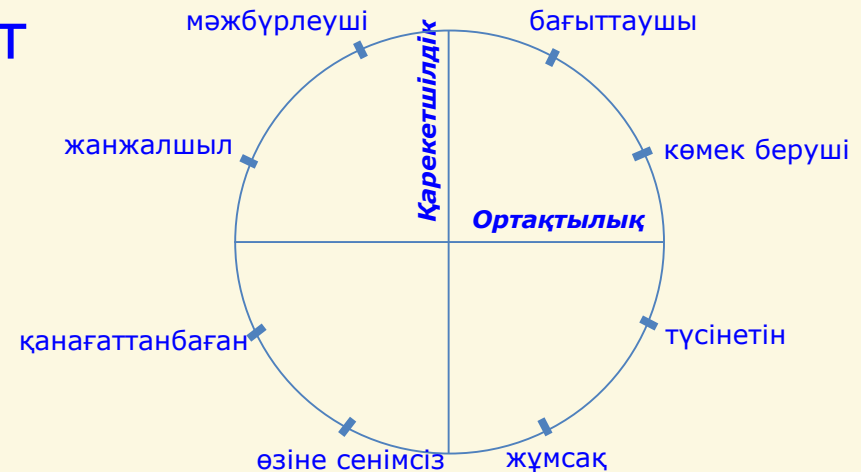 т
мәжбүрлеуші
бағыттаушы
Қарекетшілдік
жанжалшыл
көмек беруші
Ортақтылық
қанағаттанбаған
түсінетін
өзіне сенімсіз
жұмсақ